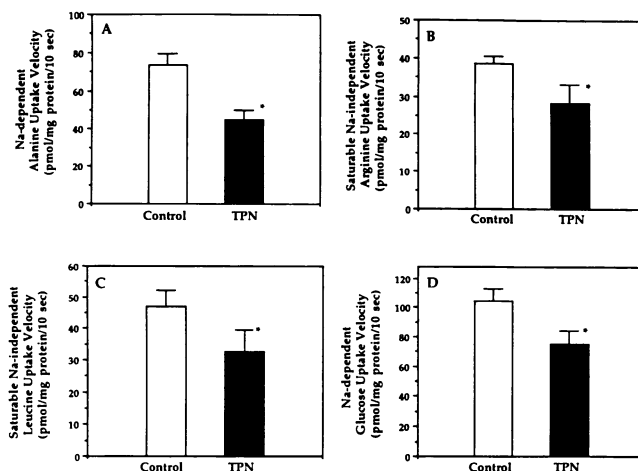 A
Na-dependent
Alanine Uptake Velocity
(pmol/mg protein/10 sec)
100
80
60
40
20
0
*
Control
TPN
B
Saturable Na-independent
Arginine Uptake Velocity
(pmol/mg protein/10 sec)
50
40
30
20
10
0
*
Control
TPN
C
Saturable Na-independent
Leucine Uptake Velocity
(pmol/mg protein/10 sec)
60
50
40
30
20
10
0
*
Control
TPN
D
Na-dependent
Glucose Uptake Velocity
(pmol/mg protein/10 sec)
120
100
80
60
40
20
0
*
Control
TPN